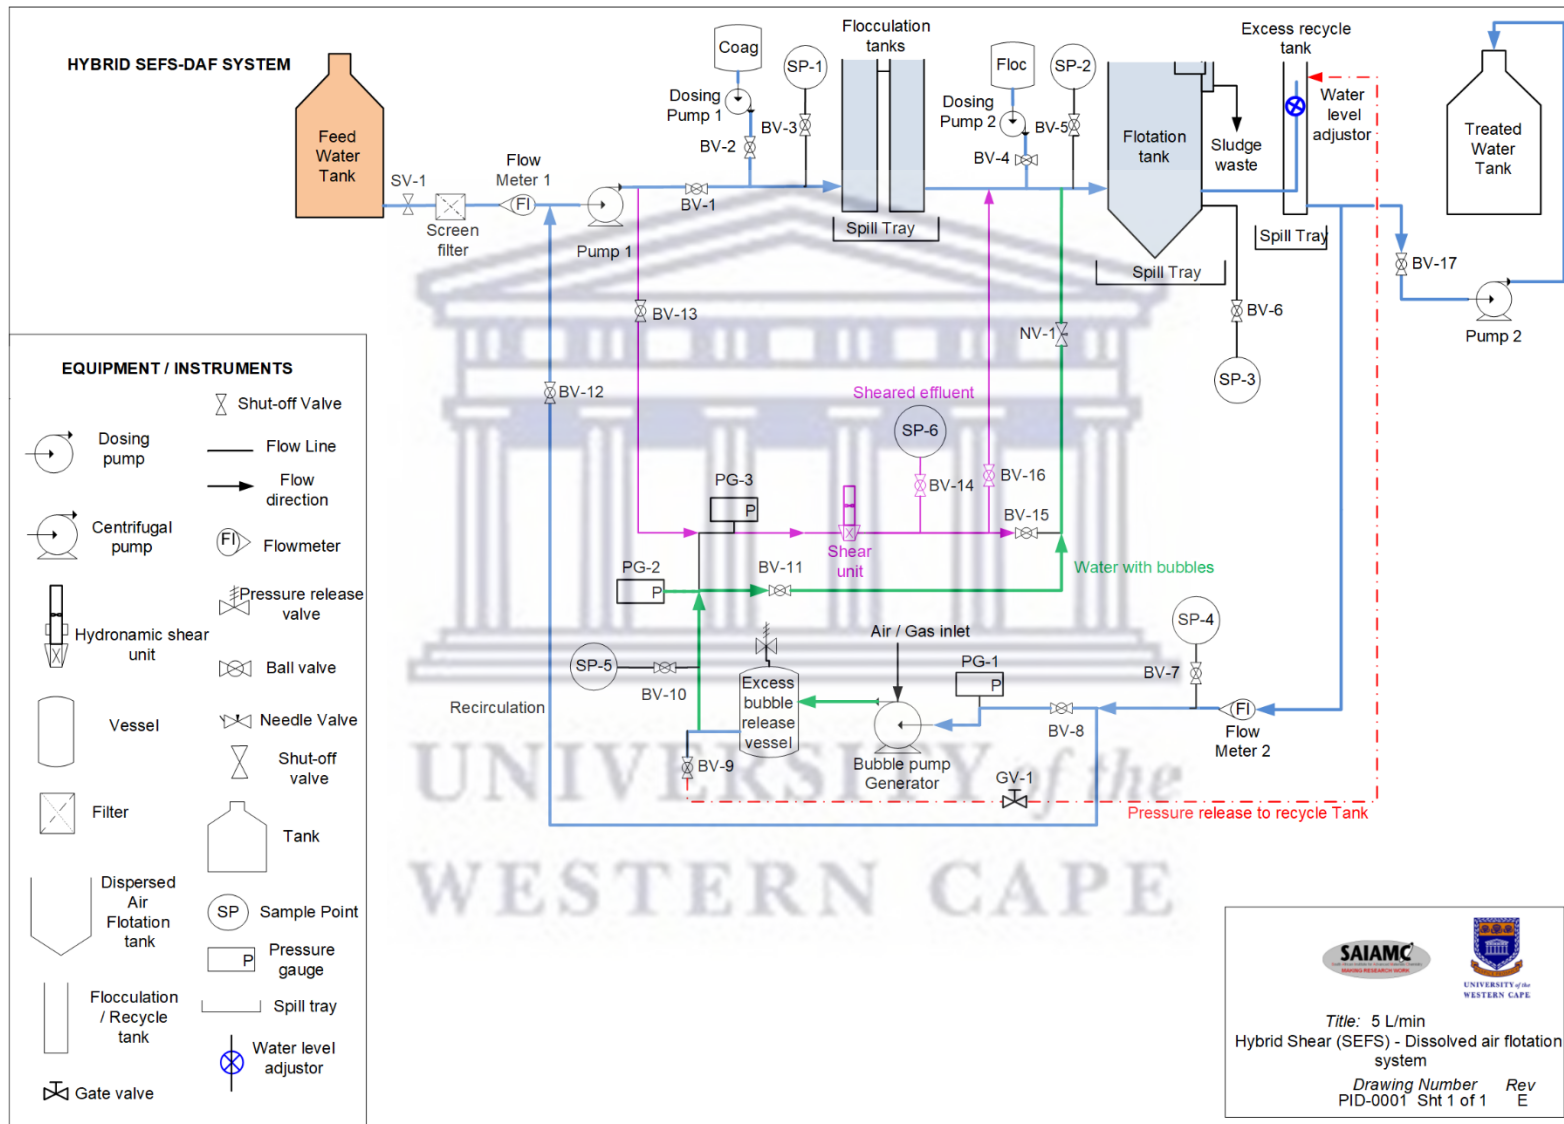 HYBRID SEFS-DAF SYSTEM
Feed
Water
Tank
SV-1
Screen
filter
Flow
Meter 1
FI
Pump 1
BV-1
Coag
Dosing
Pump 1
BV-2
BV-3
SP-1
Flocculation
tanks
Spill Tray
Floc
Dosing
Pump 2
BV-4
BV-5
SP-2
Flotation
tank
Spill Tray
Sludge
waste
Excess recycle
tank
Water
level
adjustor
Spill Tray
Treated
Water
Tank
BV-17
Pump 2
BV-6
SP-3
BV-13
NV-1
BV-12
Sheared effluent
SP-6
BV-14
BV-16
BV-15
PG-3
P
Shear
unit
PG-2
P
BV-11
Water with bubbles
SP-5
BV-10
Excess
bubble
release
vessel
Air / Gas inlet
PG-1
P
SP-4
BV-7
FI
Flow
Meter 2
BV-8
Bubble pump
Generator
BV-9
GV-1
Recirculation
Pressure release to recycle Tank
UNIVERSITY of the
WESTERN CAPE
EQUIPMENT / INSTRUMENTS
Shut-off Valve
Dosing
pump
Flow Line
Flow
direction
Centrifugal
pump
FI
Flowmeter
Pressure release
valve
Hydronamic shear
unit
Ball valve
Vessel
Needle Valve
Shut-off
valve
Filter
Tank
Dispersed
Air
Flotation
tank
SP
Sample Point
P
Pressure
gauge
Flocculation
/ Recycle
tank
Spill tray
Water level
adjustor
Gate valve
SAIAMC
MAKING RESEARCH WORK
UNIVERSITY of the
WESTERN CAPE
Title: 5 L/min
Hybrid Shear (SEFS) - Dissolved air flotation
system
Drawing Number Rev
PID-0001 Sht 1 of 1 E